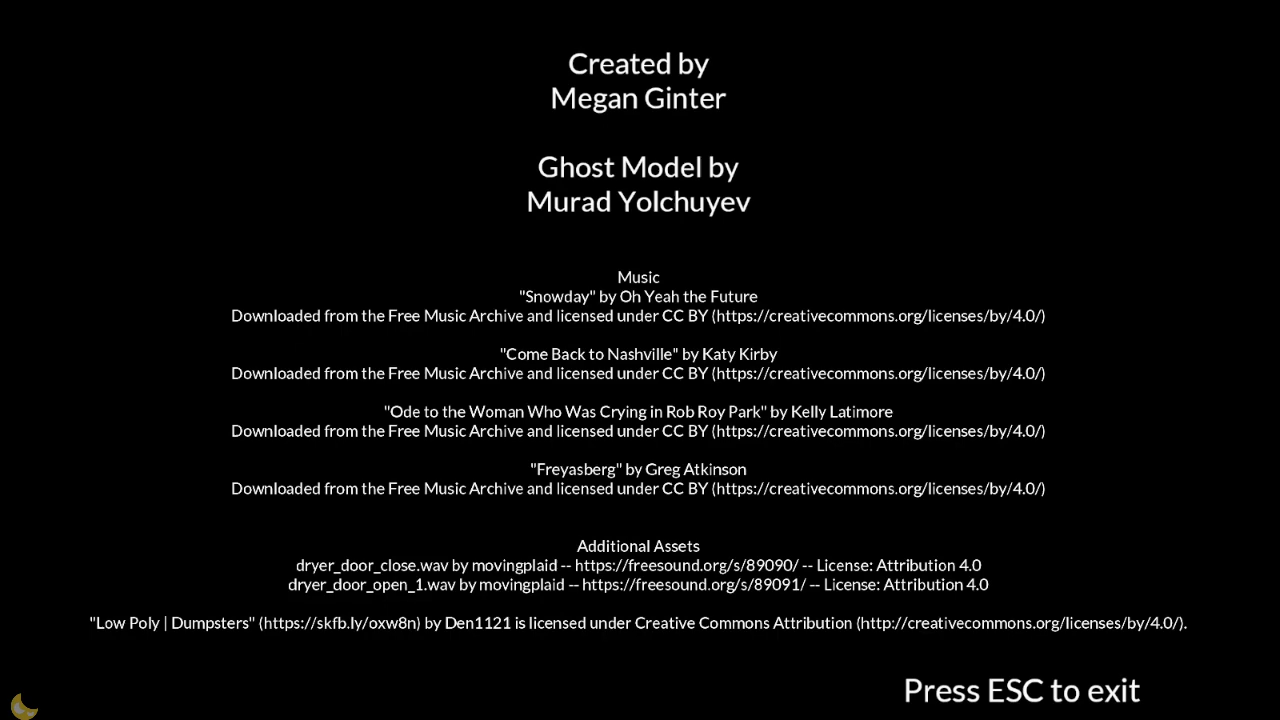 Created by
Megan Ginter
Ghost Model by
Murad Yolchuyev
Music
"Snowday" by Oh Yeah the Future
Downloaded from the Free Music Archive and licensed under CC BY (https://creativecommons.org/licenses/by/4.0/)
"Come Back to Nashville" by Katy Kirby
Downloaded from the Free Music Archive and licensed under CC BY (https://creativecommons.org/licenses/by/4.0/)
"Ode to the Woman Who Was Crying in Rob Roy Park" by Kelly Latimore
Downloaded from the Free Music Archive and licensed under CC BY (https://creativecommons.org/licenses/by/4.0/)
"Freyasberg" by Greg Atkinson
Downloaded from the Free Music Archive and licensed under CC BY (https://creativecommons.org/licenses/by/4.0/)
Additional Assets
dryer_door_close.wav by movingplaid -- https://freesound.org/s/89090/ -- License: Attribution 4.0
dryer_door_open_1.wav by movingplaid -- https://freesound.org/s/89091/ -- License: Attribution 4.0
"Low Poly | Dumpsters" (https://skfb.ly/oxw8n) by Den1121 is licensed under Creative Commons Attribution (http://creativecommons.org/licenses/by/4.0/).
Press ESC to exit